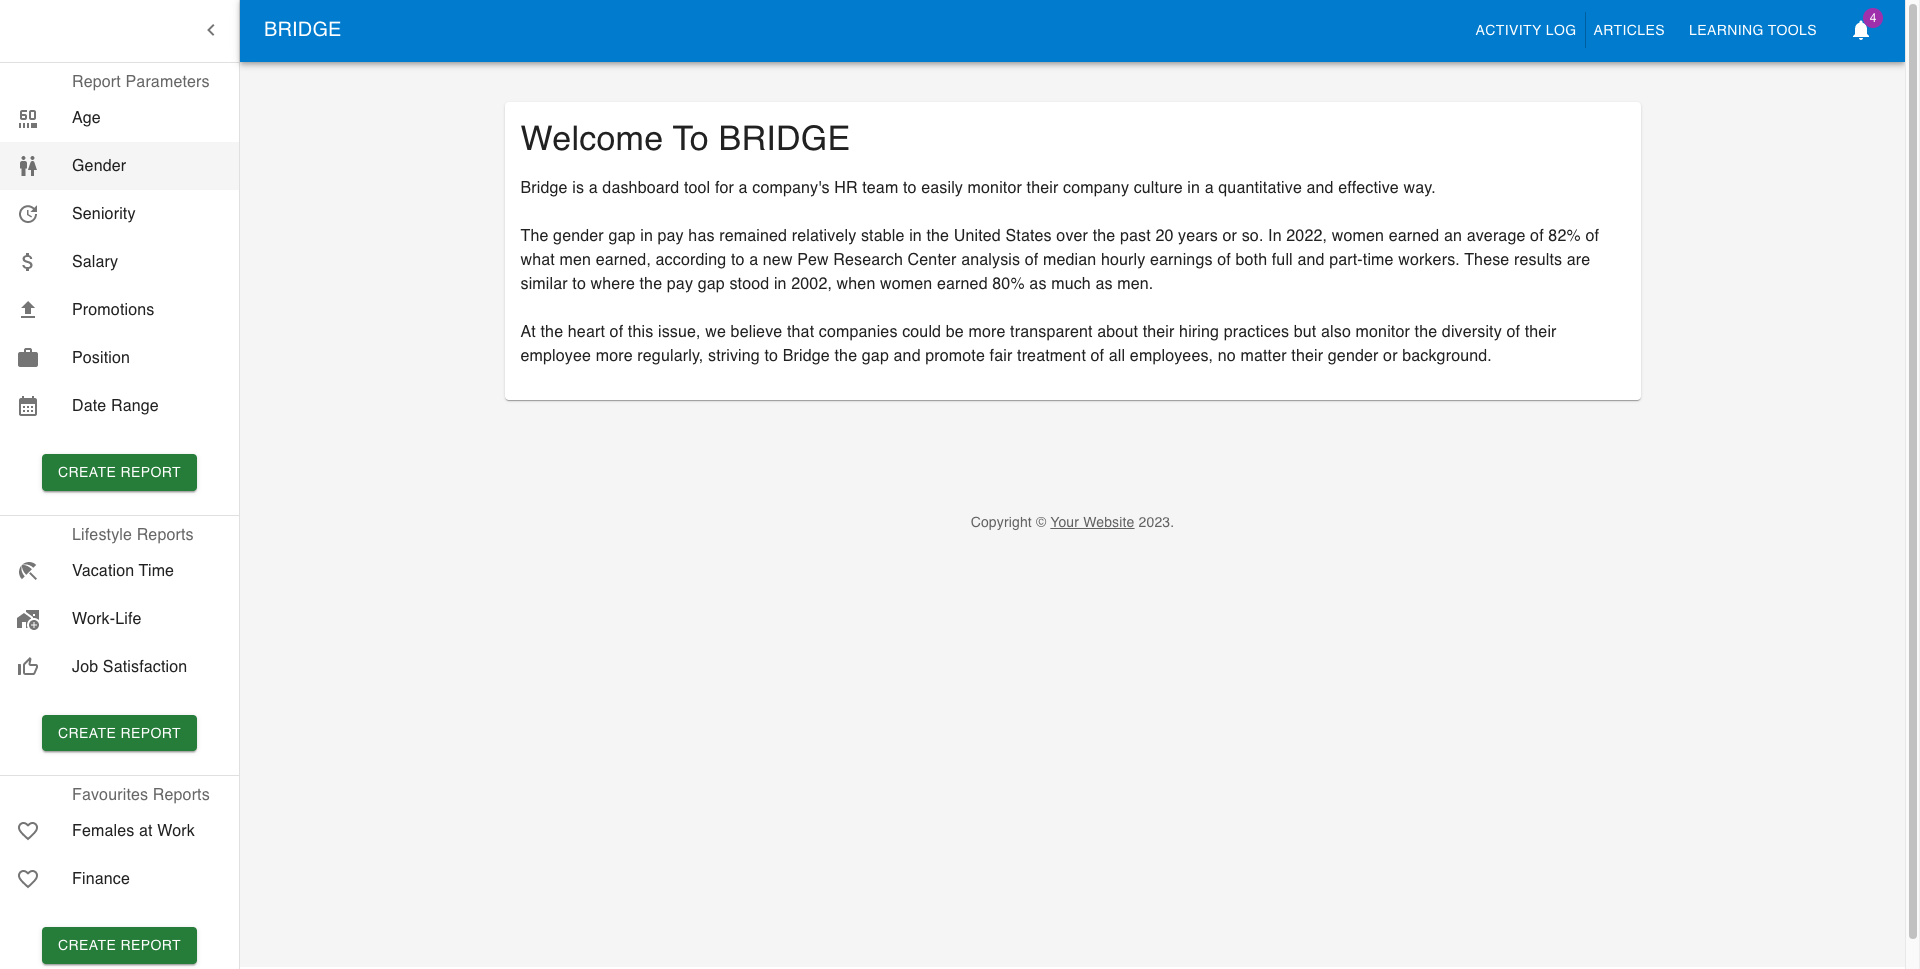 BRIDGE
ACTIVITY LOG
ARTICLES
LEARNING TOOLS
4
Report Parameters
60
Age
Gender
Seniority
Salary
Promotions
Position
Date Range
CREATE REPORT
Lifestyle Reports
Vacation Time
Work-Life
Job Satisfaction
CREATE REPORT
Favourites Reports
Females at Work
Finance
CREATE REPORT
Welcome To BRIDGE
Bridge is a dashboard tool for a company's HR team to easily monitor their company culture in a quantitative and effective way.
The gender gap in pay has remained relatively stable in the United States over the past 20 years or so. In 2022, women earned an average of 82% of
what men earned, according to a new Pew Research Center analysis of median hourly earnings of both full and part-time workers. These results are
similar to where the pay gap stood in 2002, when women earned 80% as much as men.
At the heart of this issue, we believe that companies could be more transparent about their hiring practices but also monitor the diversity of their
employee more regularly, striving to Bridge the gap and promote fair treatment of all employees, no matter their gender or background.
Copyright © Your Website 2023.